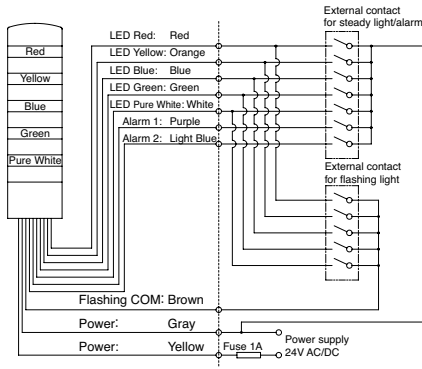 External contact
for steady light/alarm
LED Red: Red
LED Yellow: Orange
LED Blue: Blue
LED Green: Green
LED Pure White: White
Alarm 1: Purple
Alarm 2: Light Blue
Red
Yellow
Blue
Green
Pure White
External contact
for flashing light
Flashing COM: Brown
Power: Gray
Power: Yellow
Fuse 1A
Power supply
24V AC/DC